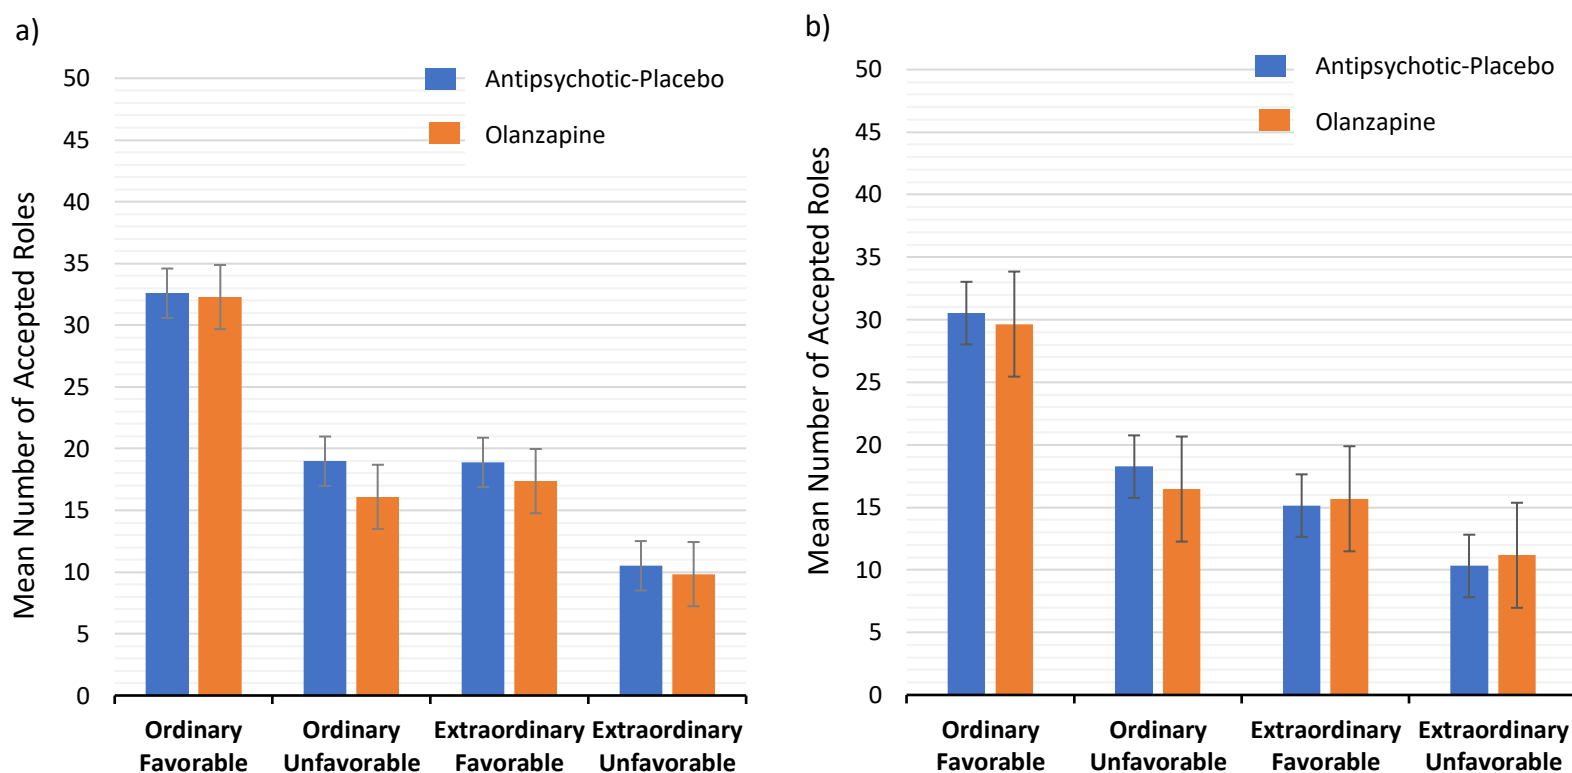 a)
Antipsychotic-Placebo
Olanzapine
Mean Number of Accepted Roles
50
45
40
35
30
25
20
15
10
5
0
Ordinary Favorable
Ordinary Unfavorable
Extraordinary Favorable
Extraordinary Unfavorable
b)
Antipsychotic-Placebo
Olanzapine
Mean Number of Accepted Roles
50
45
40
35
30
25
20
15
10
5
0
Ordinary Favorable
Ordinary Unfavorable
Extraordinary Favorable
Extraordinary Unfavorable